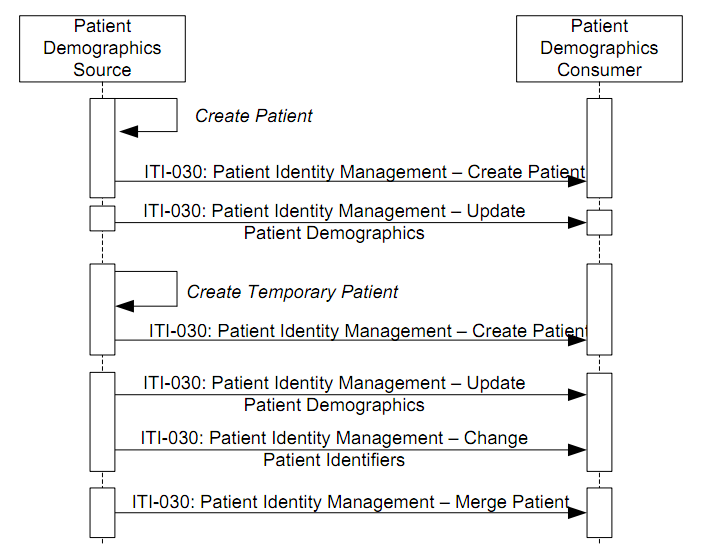 Patient
Demographics
Source
Patient
Demographics
Consumer
Create Patient
ITI-030: Patient Identity Management – Create Patient
ITI-030: Patient Identity Management – Update
Patient Demographics
Create Temporary Patient
ITI-030: Patient Identity Management – Create Patient
ITI-030: Patient Identity Management – Update
Patient Demographics
ITI-030: Patient Identity Management – Change
Patient Identifiers
ITI-030: Patient Identity Management – Merge Patient